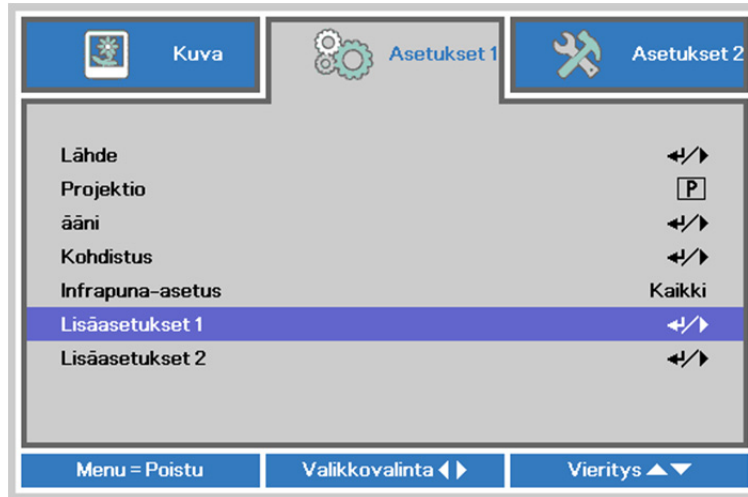 Kuva Asetukset 1 Asetukset 2
Lähde
Projektio P
ääni
Kohdistus
Infrapuna-asetus Kaikki
Lisäasetukset 1
Lisäasetukset 2
Menu = Poistu Valikkovalinta Vieritys